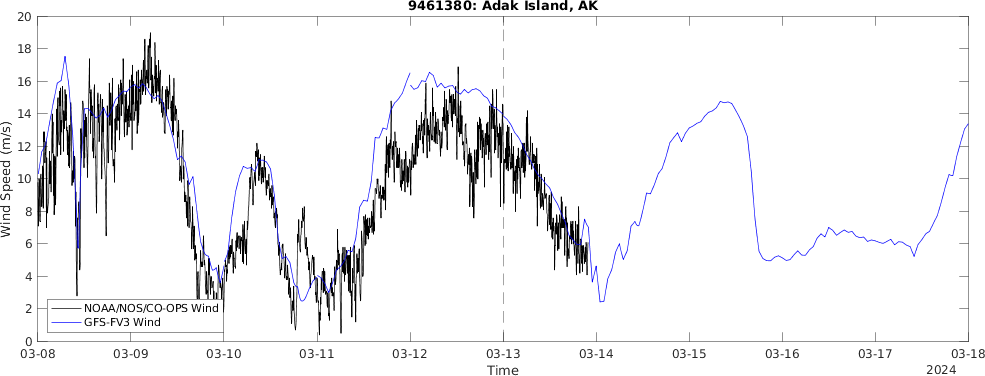 9461380: Adak Island, AK
20
18
16
14
12
10
8
6
4
2
0
Wind Speed (m/s)
NOAA/NOS/CO-OPS Wind
GFS-FV3 Wind
03-08 03-09 03-10 03-11 03-12 03-13 03-14 03-15 03-16 03-17 03-18
Time
2024